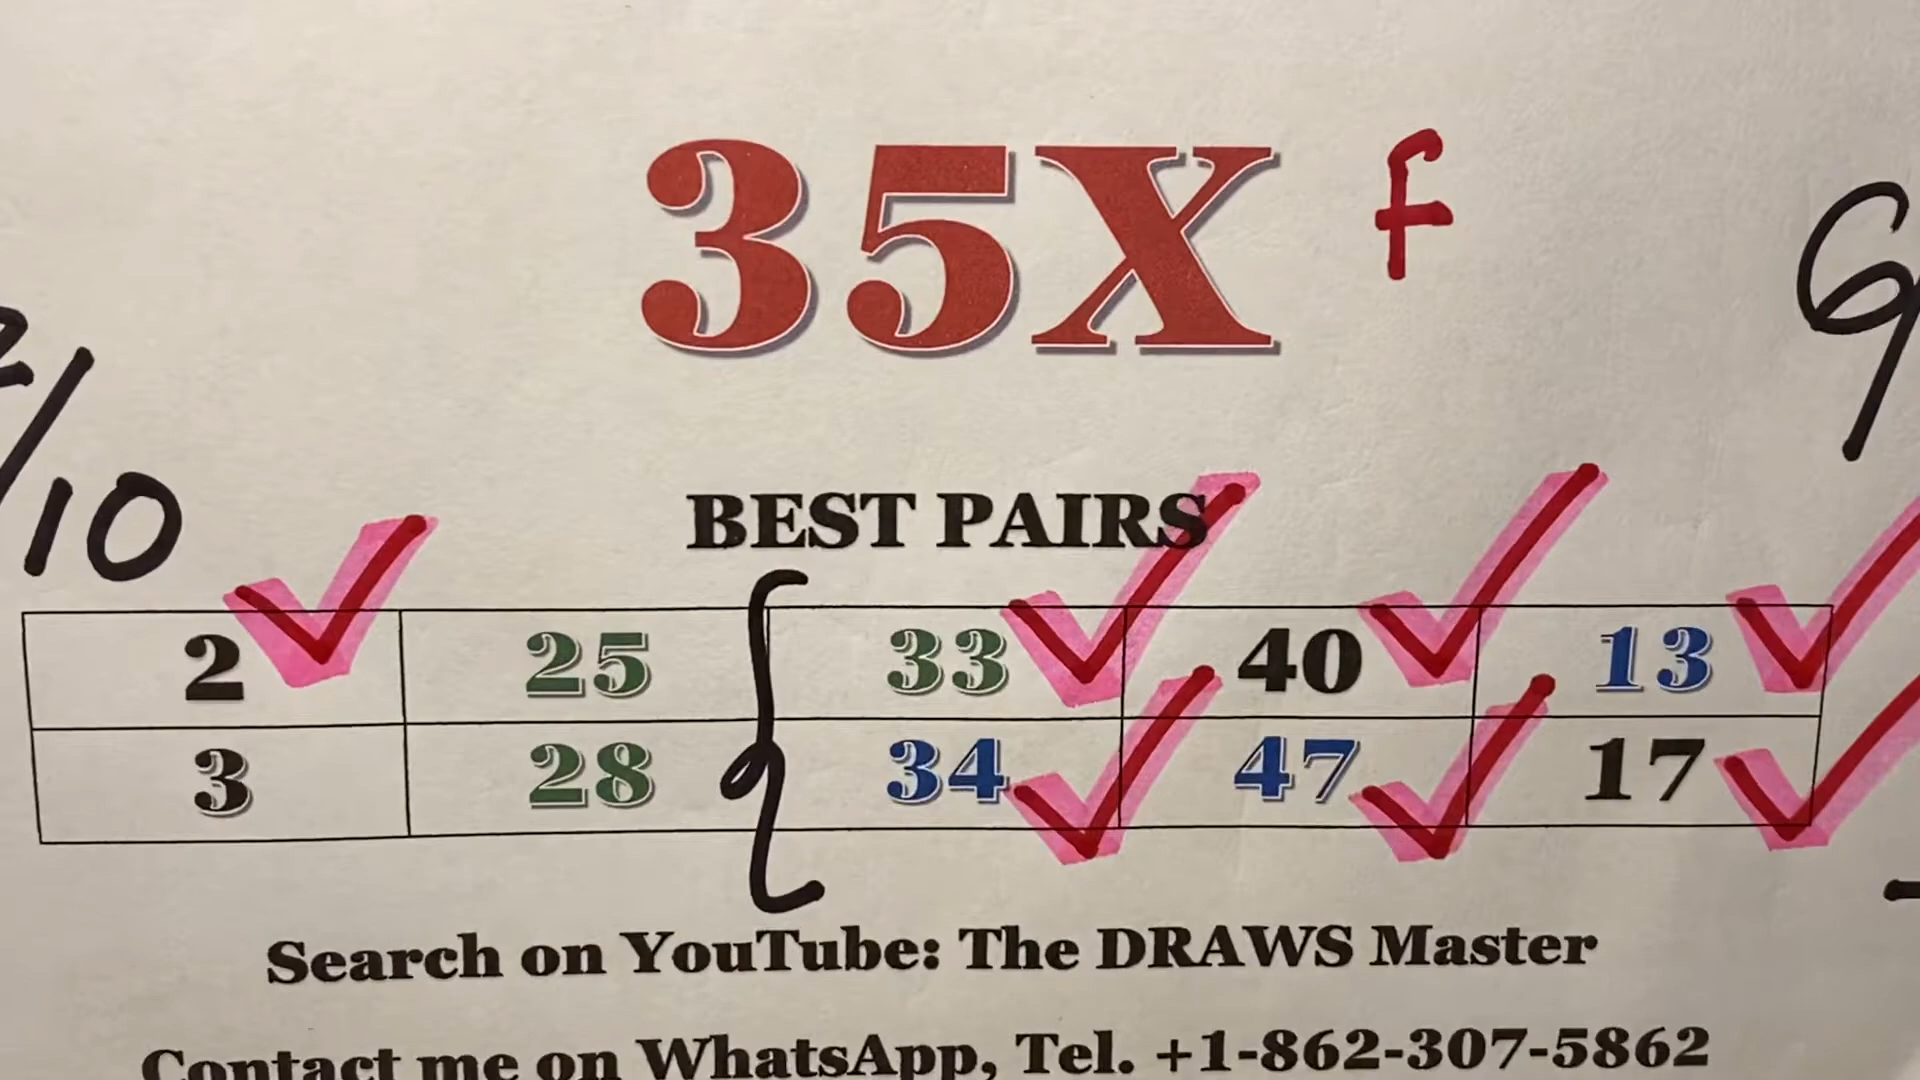 35X f
/10
BEST PAIRS
2 25 33 40 13
3 28 34 47 17
Search on YouTube: The DRAWS Master
Contact me on WhatsApp, Tel. +1-862-307-5862